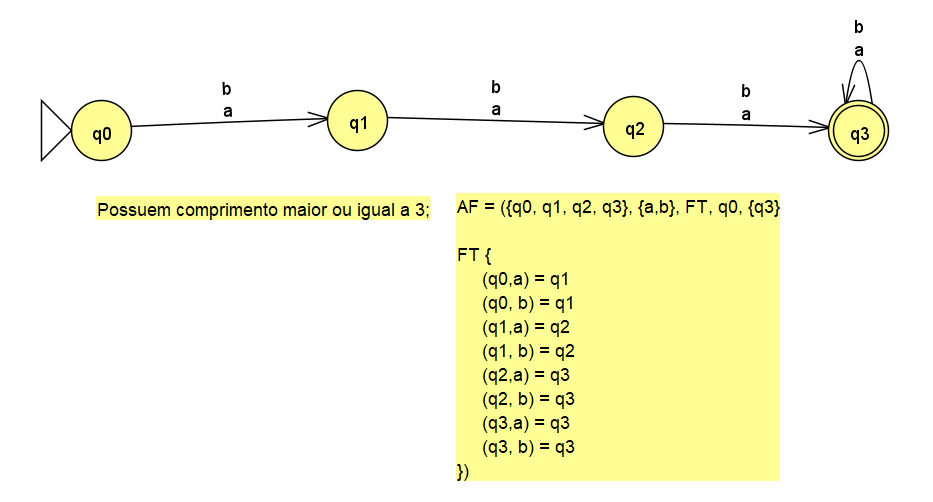 b
a
b
a
b
a
b
a
q0
q1
q2
q3
Possuem comprimento maior ou igual a 3;
AF = ({q0, q1, q2, q3}, {a,b}, FT, q0, {q3}
FT {
(q0,a) = q1
(q0, b) = q1
(q1,a) = q2
(q1, b) = q2
(q2,a) = q3
(q2, b) = q3
(q3,a) = q3
(q3, b) = q3
})